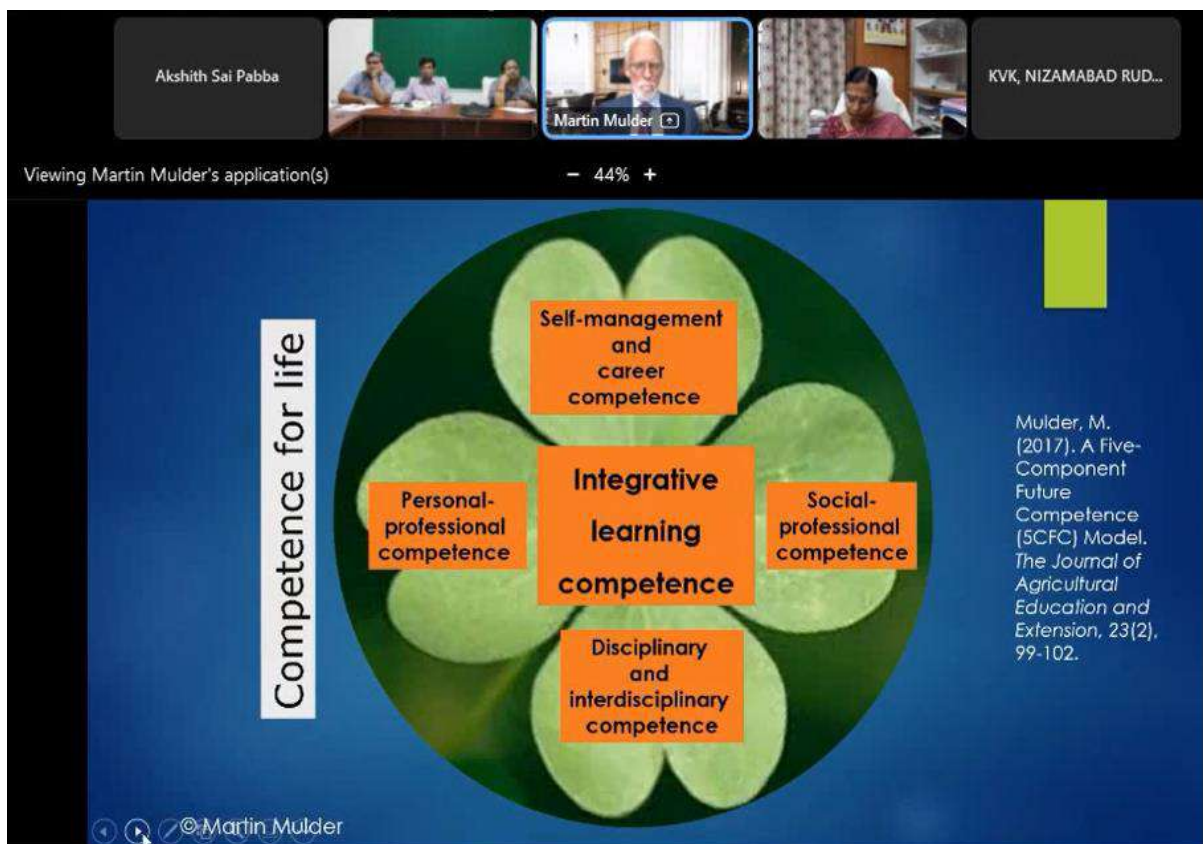 Akshith Sai Pabba
Martin Mulder
KVK, NIZAMABAD RUD...
Viewing Martin Mulder's application(s)
− 44% +
Competence for life
Self-management
and
career
competence
Personal-
professional
competence
Integrative
learning
competence
Social-
professional
competence
Disciplinary
and
interdisciplinary
competence
Mulder, M.
(2017). A Five-
Component
Future
Competence
(5CFC) Model.
The Journal of
Agricultural
Education and
Extension, 23(2),
99-102.
©Martin Mulder